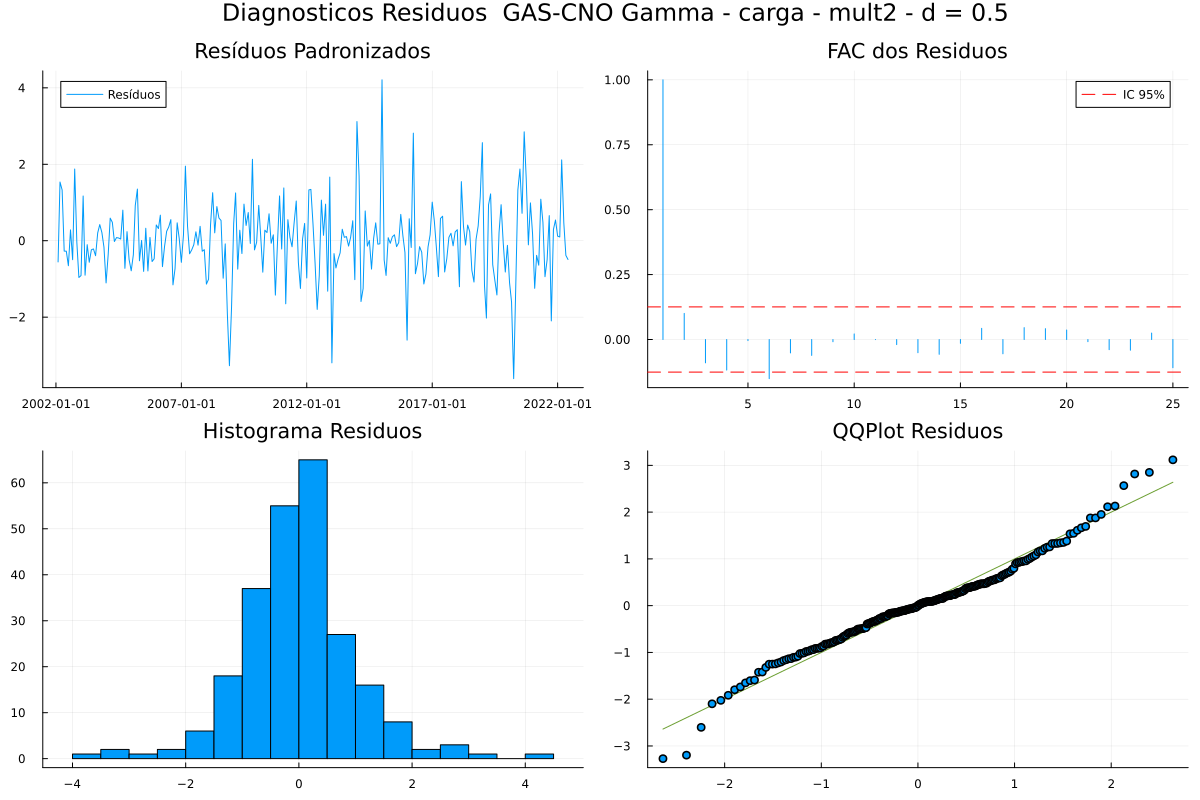 Diagnosticos Residuos  GAS-CNO Gamma - carga - mult2 - d = 0.5
Resíduos Padronizados
Resíduos
4
2
0
−2
2002-01-01 2007-01-01 2012-01-01 2017-01-01 2022-01-01
FAC dos Residuos
IC 95%
1.00
0.75
0.50
0.25
0.00
5 10 15 20 25
Histograma Residuos
60
50
40
30
20
10
0
−4 −2 0 2 4
QQPlot Residuos
3
2
1
0
−1
−2
−3
−2 −1 0 1 2